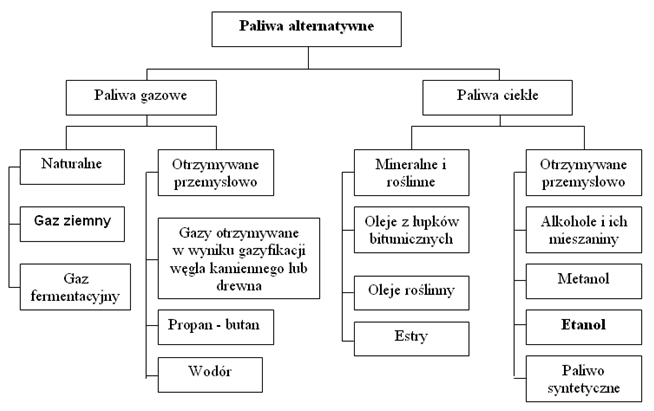 Paliwa alternatywne
Paliwa gazowe
Paliwa ciekłe
Naturalne
Gaz ziemny
Gaz
fermentacyjny
Otrzymywane
przemysłowo
Gazy otrzymywane
w wyniku gazyfikacji
węgla kamiennego lub
drewna
Propan - butan
Wodór
Mineralne i
roślinne
Oleje z łupków
bitumicznych
Oleje roślinny
Estry
Otrzymywane
przemysłowo
Alkohole i ich
mieszaniny
Metanol
Etanol
Paliwo
syntetyczne